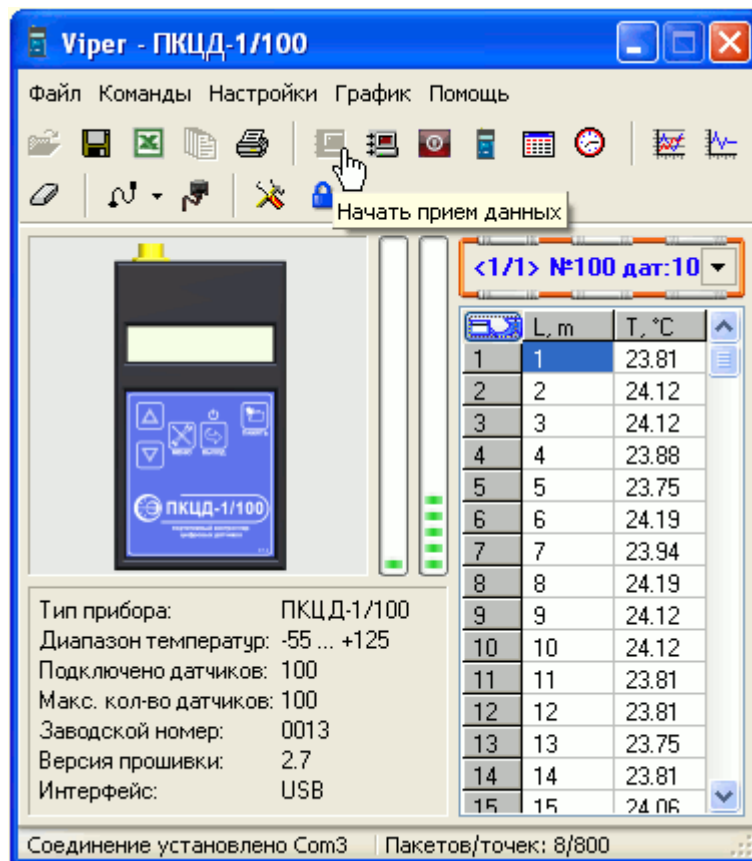 Viper - ПКЦД-1/100
Файл Команды Настройки График Помощь
Начать прием данных
<1/1> №100 дат:10
L, m T, °C
1 1 23.81
2 2 24.12
3 3 24.12
4 4 23.88
5 5 23.75
6 6 24.19
7 7 23.94
8 8 24.19
9 9 24.12
10 10 24.12
11 11 23.81
12 12 23.81
13 13 23.75
14 14 23.81
15 15 24.06
ПКЦД-1/100
Тип прибора: ПКЦД-1/100
Диапазон температур: -55 ... +125
Подключено датчиков: 100
Макс. кол-во датчиков: 100
Заводской номер: 0013
Версия прошивки: 2.7
Интерфейс: USB
Соединение установлено Com3 Пакетов/точек: 8/800